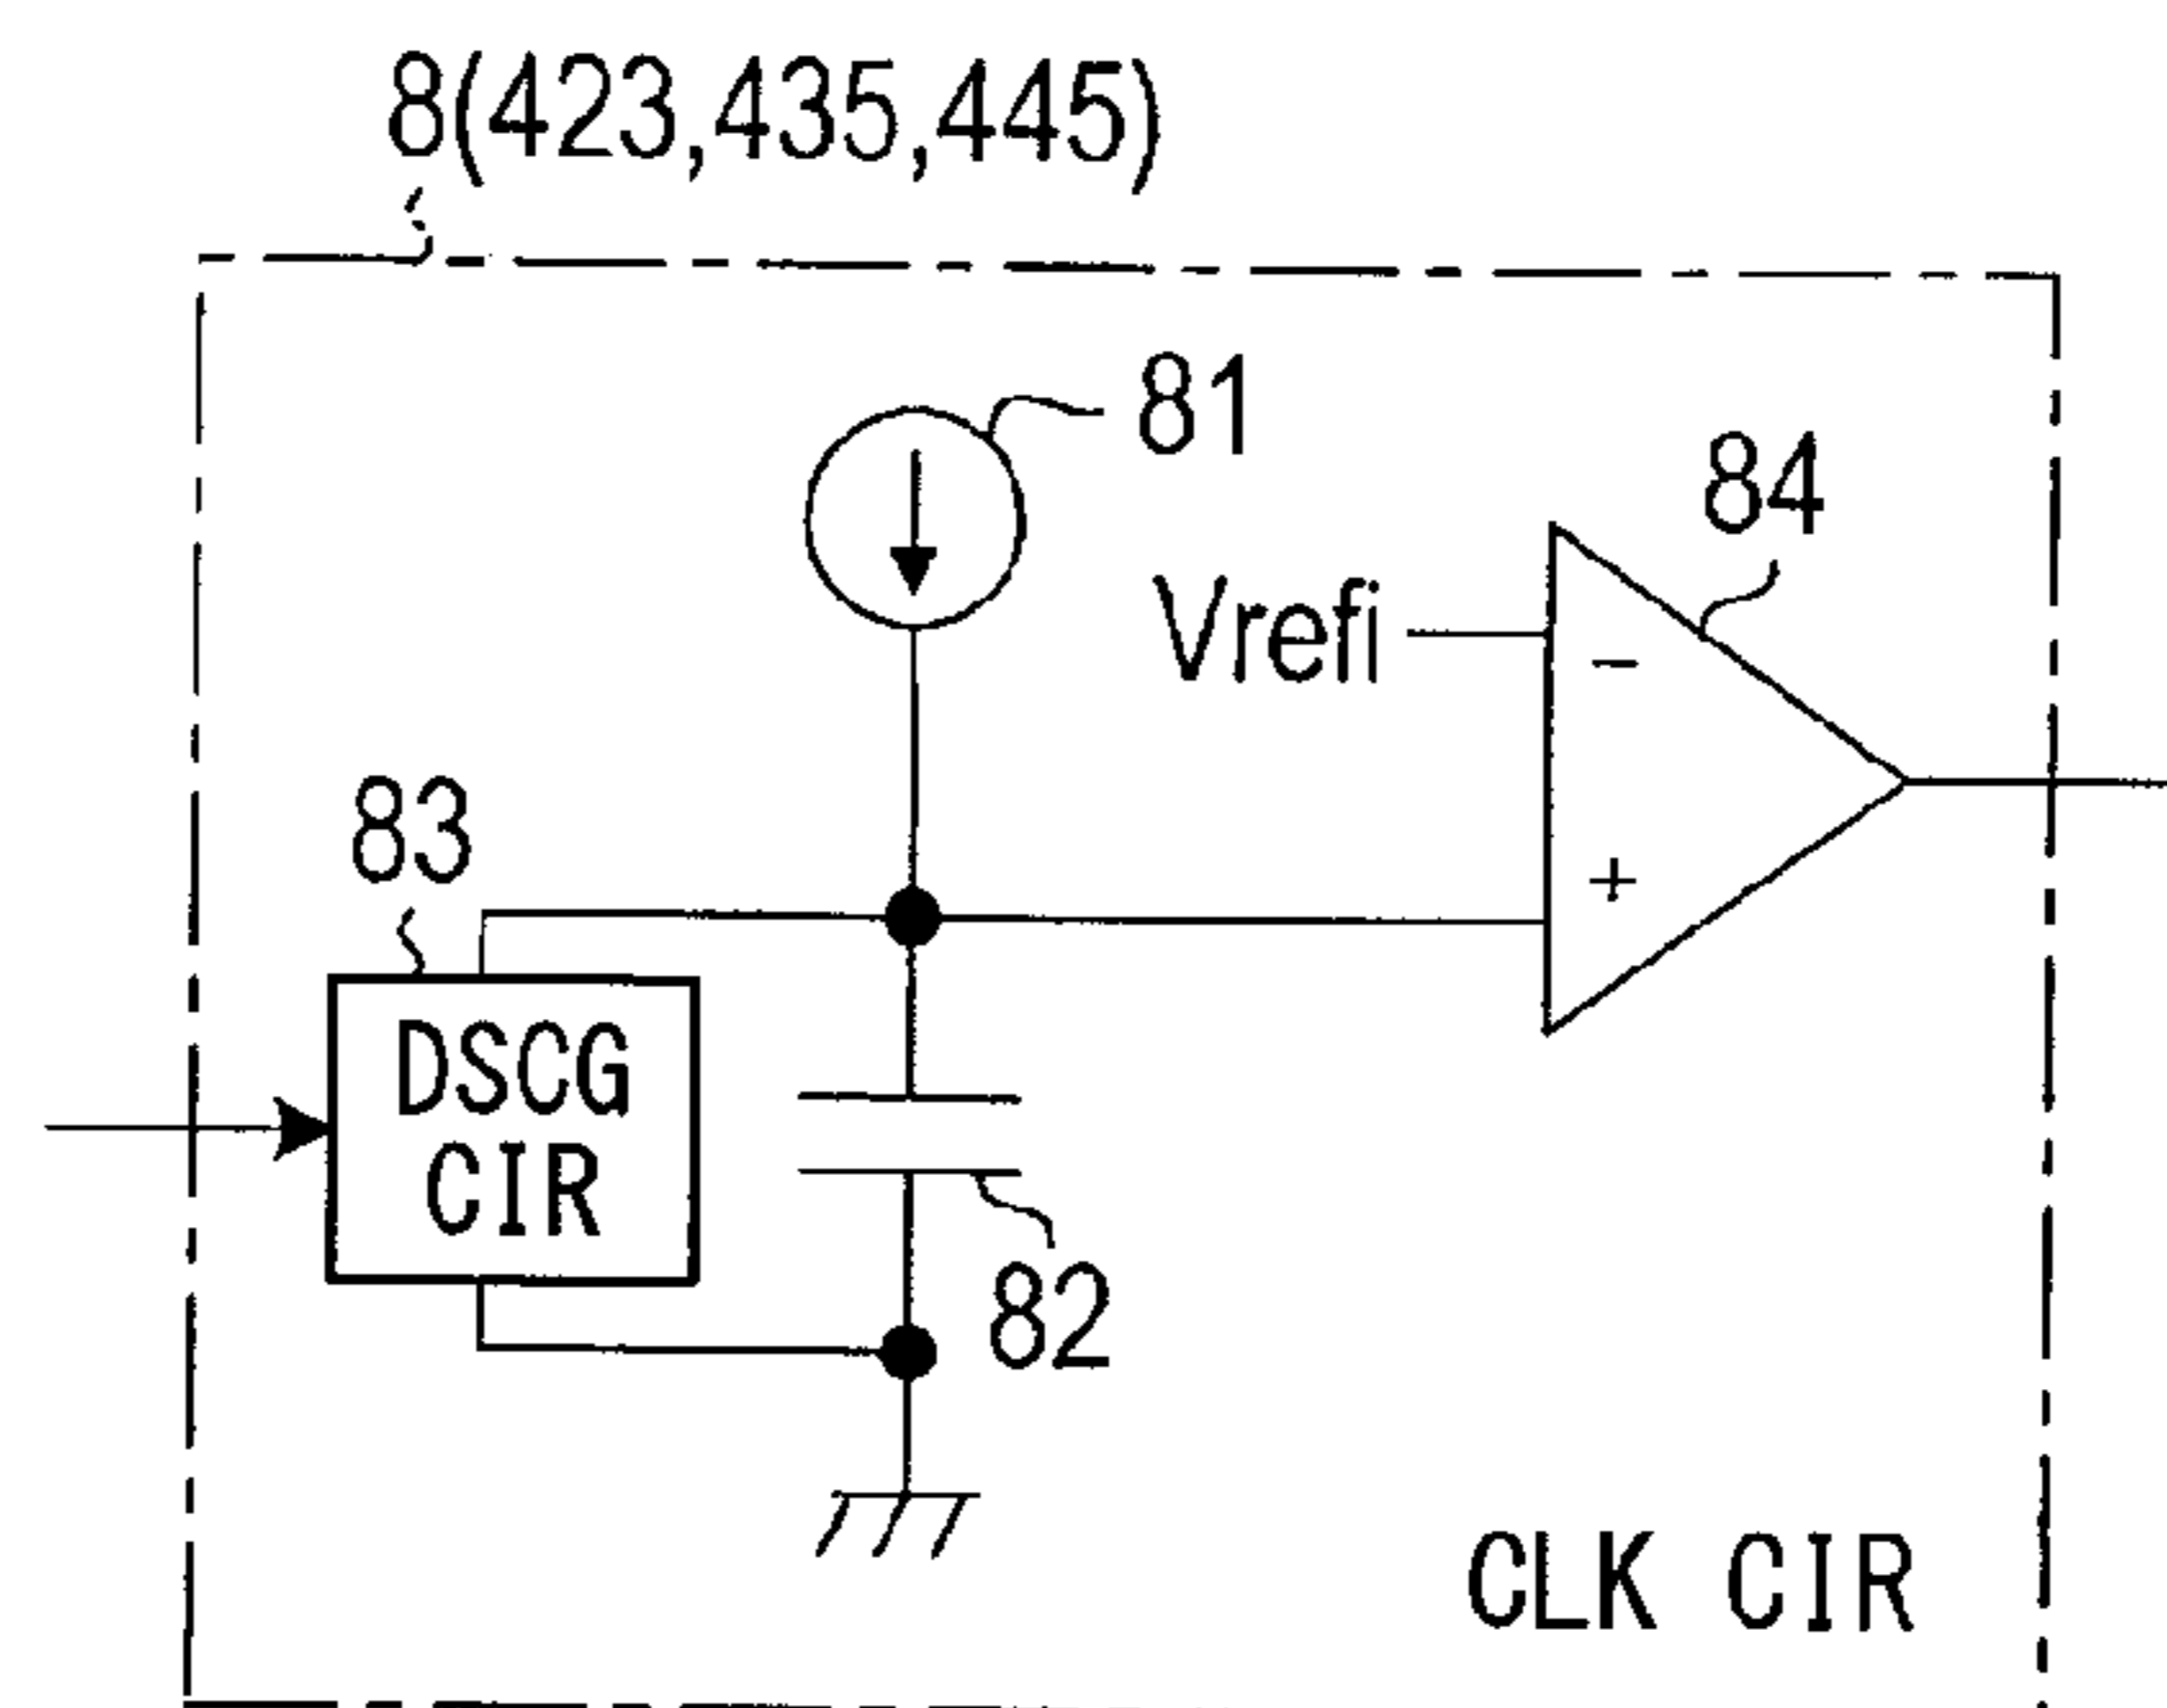 8(423,435,445)
81
84
Vrefi
−
83
+
DSCG
CIR
82
CLK CIR